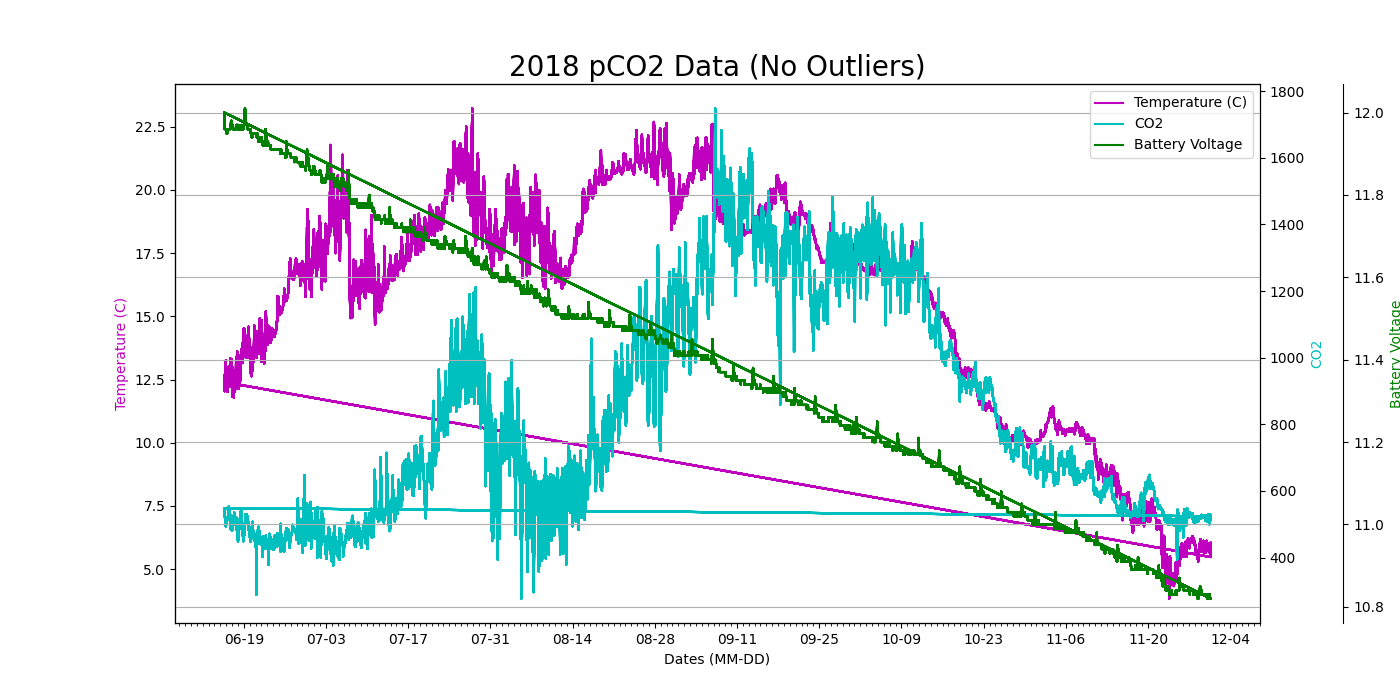 2018 pCO2 Data (No Outliers)
Temperature (C)
CO2
Battery Voltage
22.5
20.0
17.5
15.0
12.5
10.0
7.5
5.0
Temperature (C)
1800
1600
1400
1200
1000
800
600
400
CO2
12.0
11.8
11.6
11.4
11.2
11.0
10.8
Battery Voltage
06-19 07-03 07-17 07-31 08-14 08-28 09-11 09-25 10-09 10-23 11-06 11-20 12-04
Dates (MM-DD)